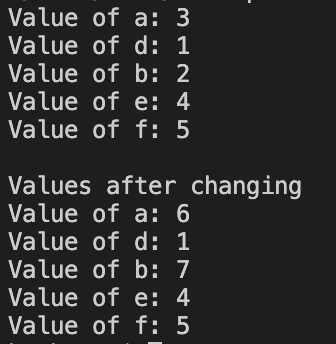 Value of a: 3
Value of d: 1
Value of b: 2
Value of e: 4
Value of f: 5
Values after changing
Value of a: 6
Value of d: 1
Value of b: 7
Value of e: 4
Value of f: 5